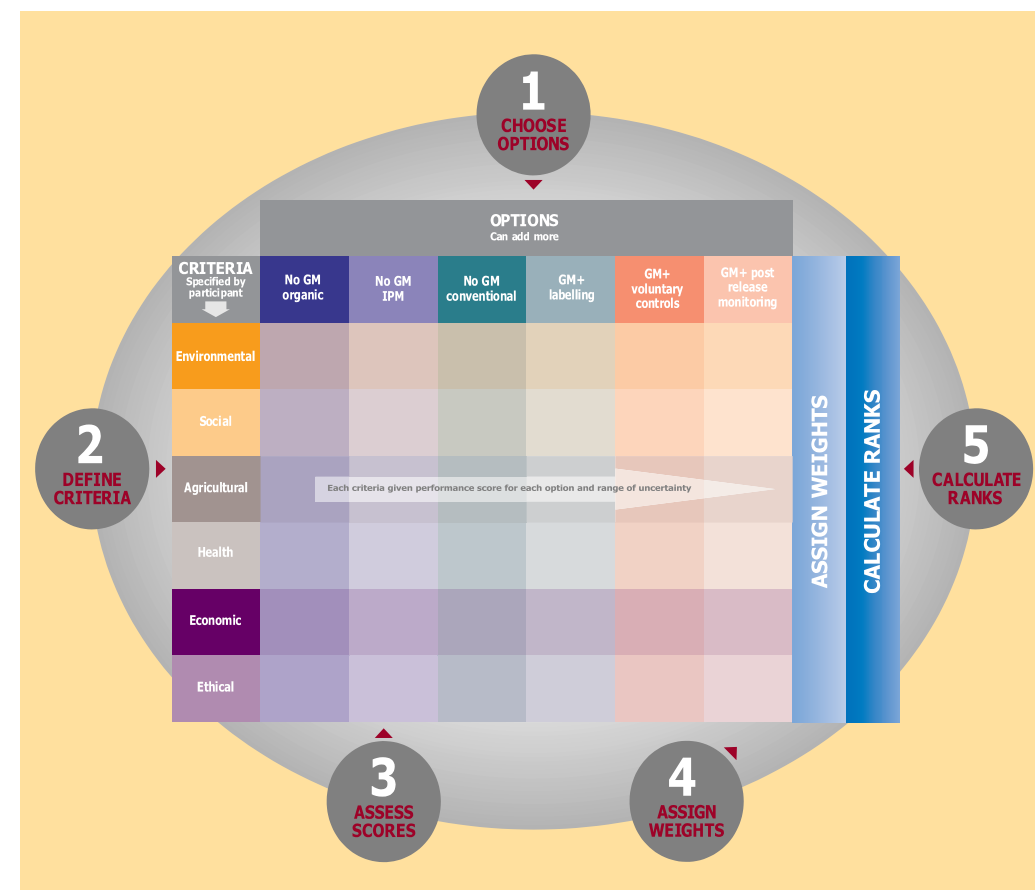 1
CHOOSE
OPTIONS
OPTIONS
Can add more
CRITERIA
Specified by
participant
No GM
organic
No GM
IPM
No GM
conventional
GM+
labelling
GM+
voluntary
controls
GM+ post
release
monitoring
Environmental
Social
Agricultural
Health
Economic
Ethical
Each criteria given performance score for each option and range of uncertainty
ASSIGN WEIGHTS
CALCULATE RANKS
2
DEFINE
CRITERIA
5
CALCULATE
RANKS
3
ASSESS
SCORES
4
ASSIGN
WEIGHTS